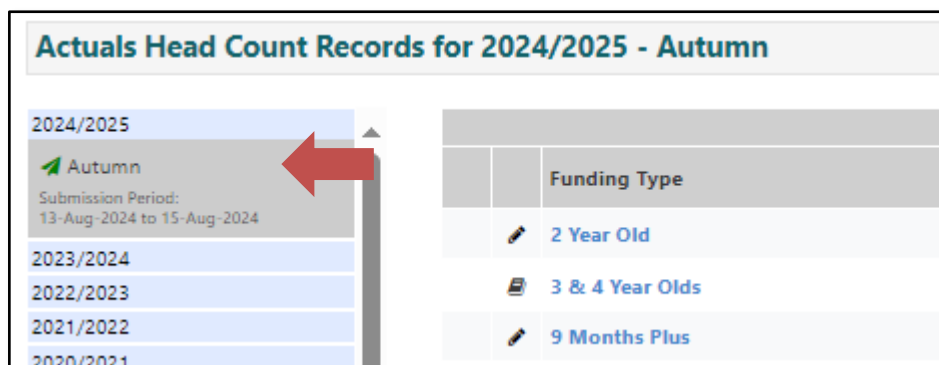 Actuals Head Count Records for 2024/2025 - Autumn
2024/2025
Autumn
Submission Period:
13-Aug-2024 to 15-Aug-2024
2023/2024
2022/2023
2021/2022
2020/2021
Funding Type
2 Year Old
3 & 4 Year Olds
9 Months Plus